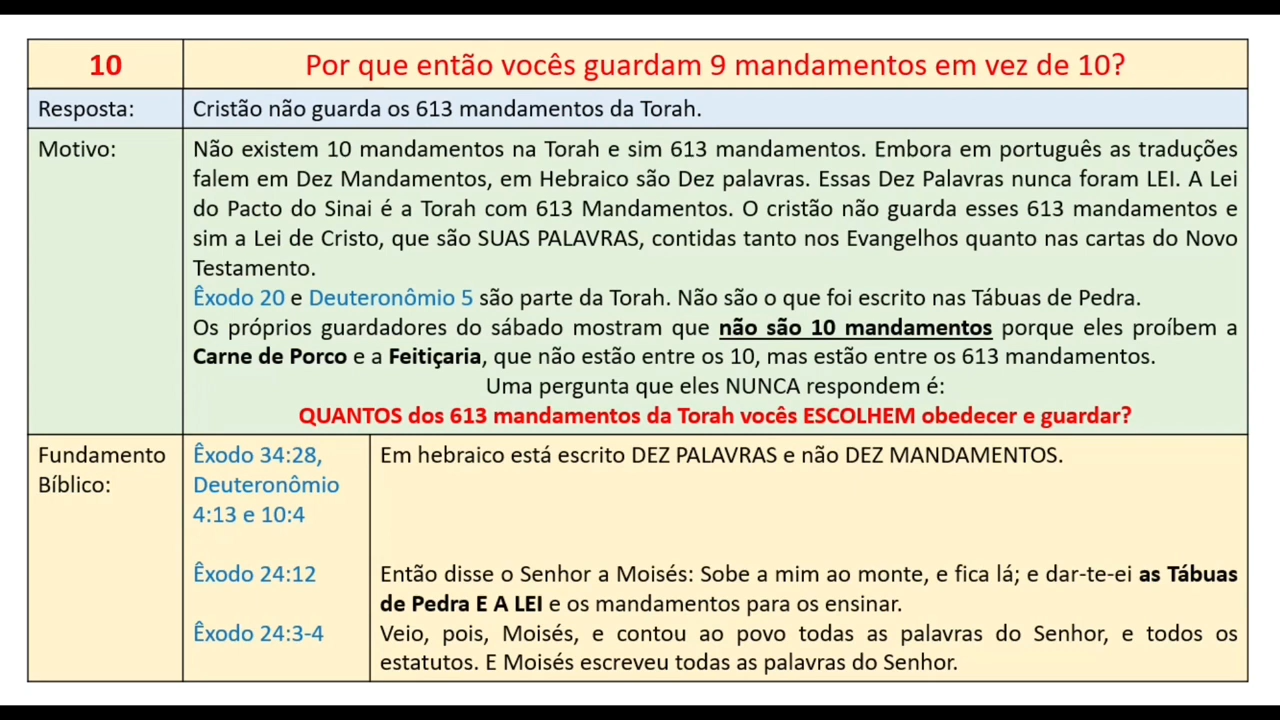 10
Por que então vocês guardam 9 mandamentos em vez de 10?
Resposta:
Cristão não guarda os 613 mandamentos da Torah.
Motivo:
Não existem 10 mandamentos na Torah e sim 613 mandamentos. Embora em português as traduções
falem em Dez Mandamentos, em Hebraico são Dez palavras. Essas Dez Palavras nunca foram LEI. A Lei
do Pacto do Sinai é a Torah com 613 Mandamentos. O cristão não guarda esses 613 mandamentos e
sim a Lei de Cristo, que são SUAS PALAVRAS, contidas tanto nos Evangelhos quanto nas cartas do Novo
Testamento.
Êxodo 20 e Deuteronômio 5 são parte da Torah. Não são o que foi escrito nas Tábuas de Pedra.
Os próprios guardadores do sábado mostram que não são 10 mandamentos porque eles proíbem a
Carne de Porco e a Feitiçaria, que não estão entre os 10, mas estão entre os 613 mandamentos.
Uma pergunta que eles NUNCA respondem é:
QUANTOS dos 613 mandamentos da Torah vocês ESCOLHEM obedecer e guardar?
Fundamento
Bíblico:
Êxodo 34:28,
Deuteronômio
4:13 e 10:4
Em hebraico está escrito DEZ PALAVRAS e não DEZ MANDAMENTOS.
Êxodo 24:12
Então disse o Senhor a Moisés: Sobe a mim ao monte, e fica lá; e dar-te-ei as Tábuas
de Pedra E A LEI e os mandamentos para os ensinar.
Êxodo 24:3-4
Veio, pois, Moisés, e contou ao povo todas as palavras do Senhor, e todos os
estatutos. E Moisés escreveu todas as palavras do Senhor.